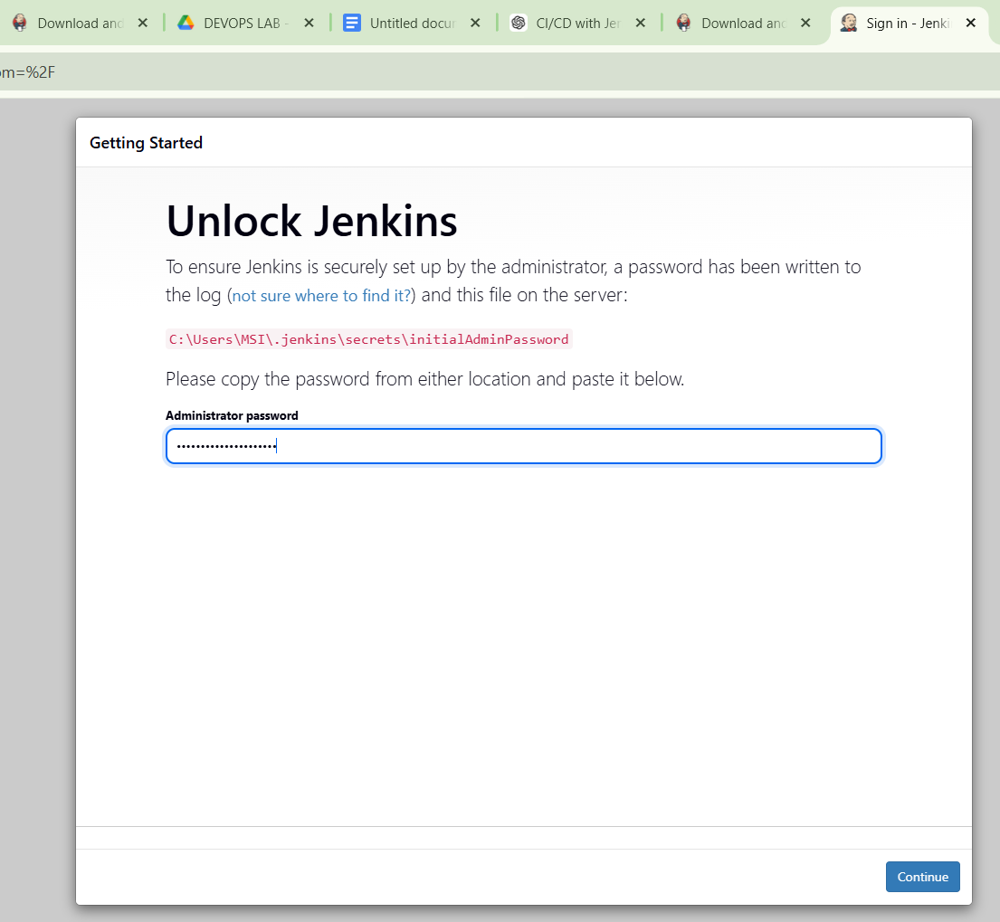 Download and
DEVOPS LAB -
Untitled docur
CI/CD with Jer
Download and
Sign in - Jenki
om=%2F
Getting Started
Unlock Jenkins
To ensure Jenkins is securely set up by the administrator, a password has been written to
the log (not sure where to find it?) and this file on the server:
C:\Users\MSI\.jenkins\secrets\initialAdminPassword
Please copy the password from either location and paste it below.
Administrator password
•••••••••••••••••••••
Continue